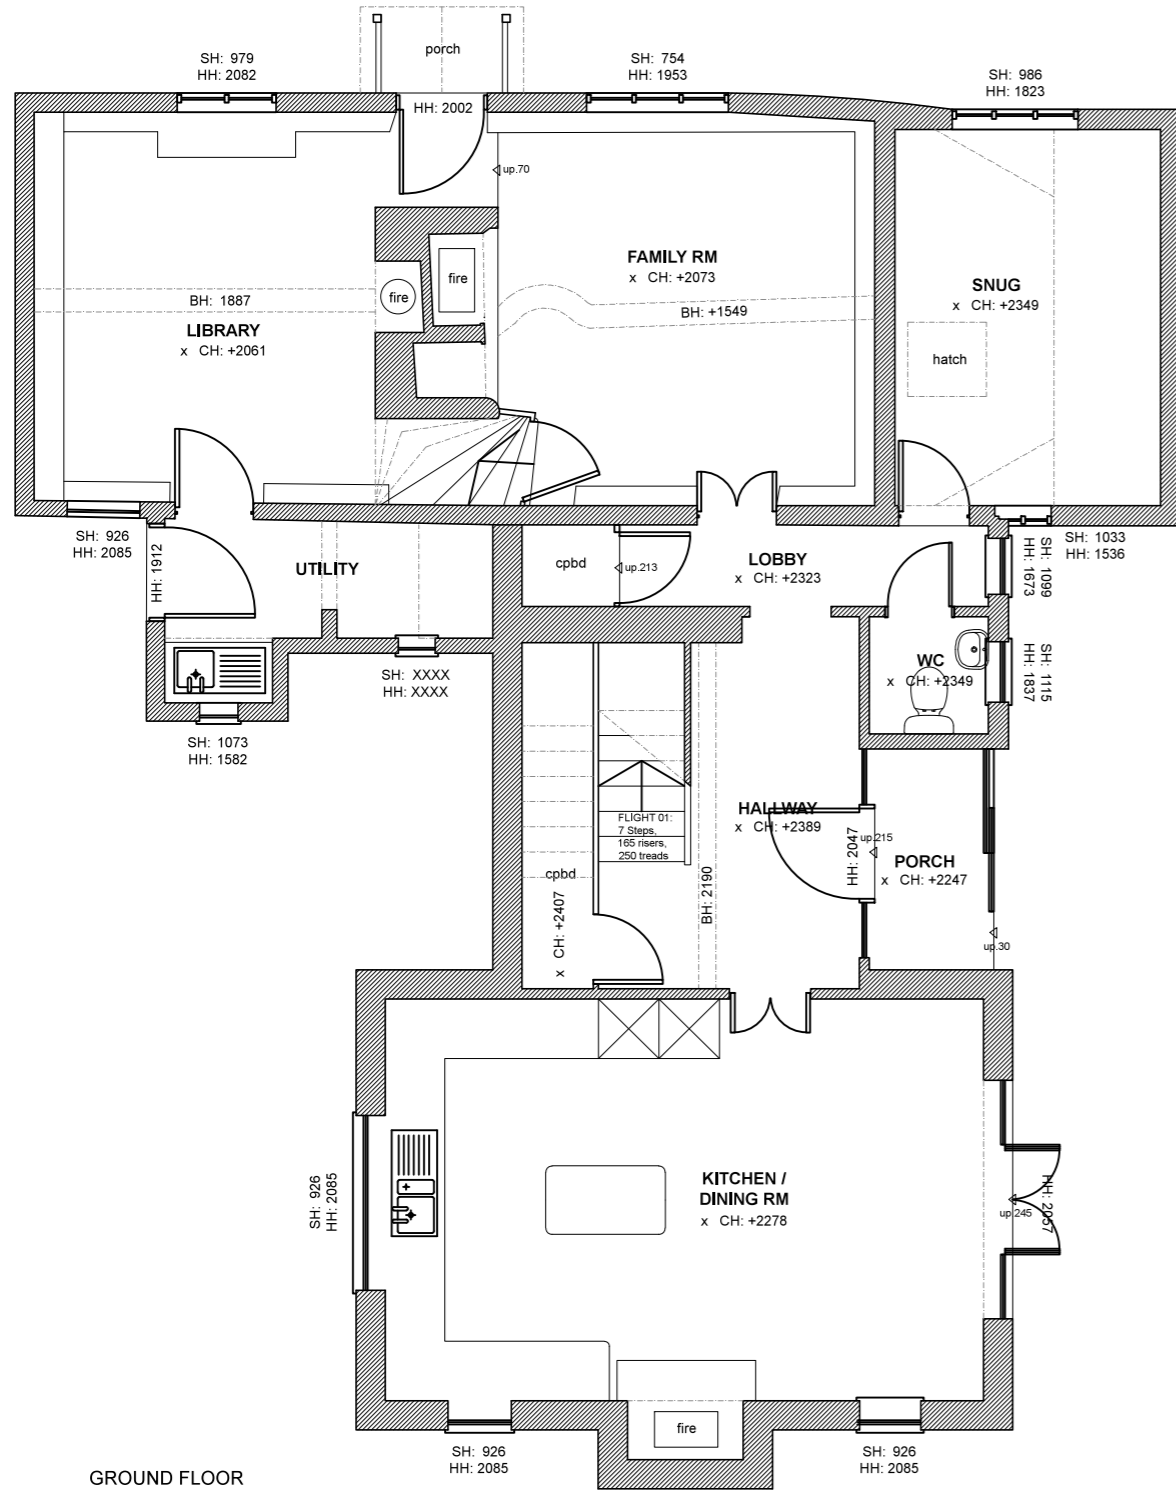 porch
SH: 979
HH: 2082
SH: 754
HH: 1953
SH: 986
HH: 1823
HH: 2002
up.70
FAMILY RM
x CH: +2073
fire
fire
BH: 1887
LIBRARY
x CH: +2061
BH: +1549
SNUG
x CH: +2349
hatch
SH: 926
HH: 2085
HH: 1912
UTILITY
cpbd
up.213
LOBBY
x CH: +2323
SH: 1033
HH: 1536
SH: 1099
HH: 1673
WC
x CH: +2349
SH: 1115
HH: 1837
SH: XXXX
HH: XXXX
SH: 1073
HH: 1582
HALLWAY
x CH: +2389
FLIGHT 01:
7 Steps,
165 risers,
250 treads
up.215
HH: 2047
PORCH
x CH: +2247
cpbd
x CH: +2407
BH: 2190
up.30
SH: 926
HH: 2085
KITCHEN /
DINING RM
x CH: +2278
HH: 2057
up.245
fire
SH: 926
HH: 2085
SH: 926
HH: 2085
GROUND FLOOR